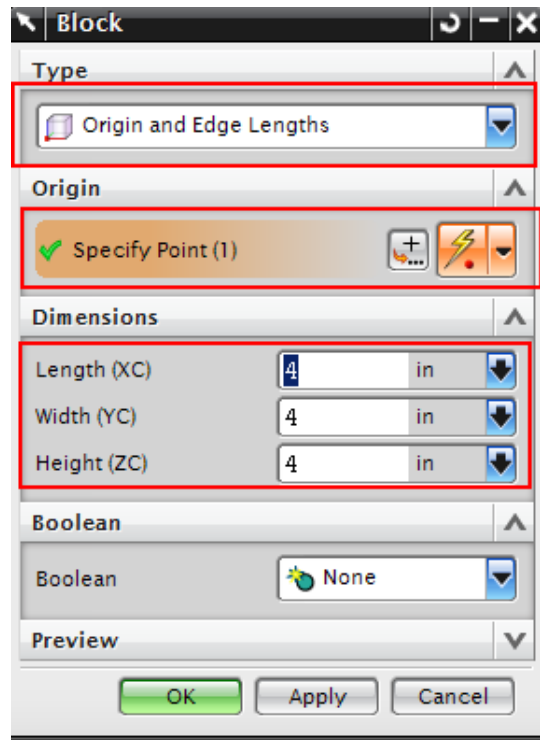 Block
Type
Origin and Edge Lengths
Origin
Specify Point (1)
Dimensions
Length (XC) 4 in
Width (YC) 4 in
Height (ZC) 4 in
Boolean
Boolean None
Preview
OK Apply Cancel